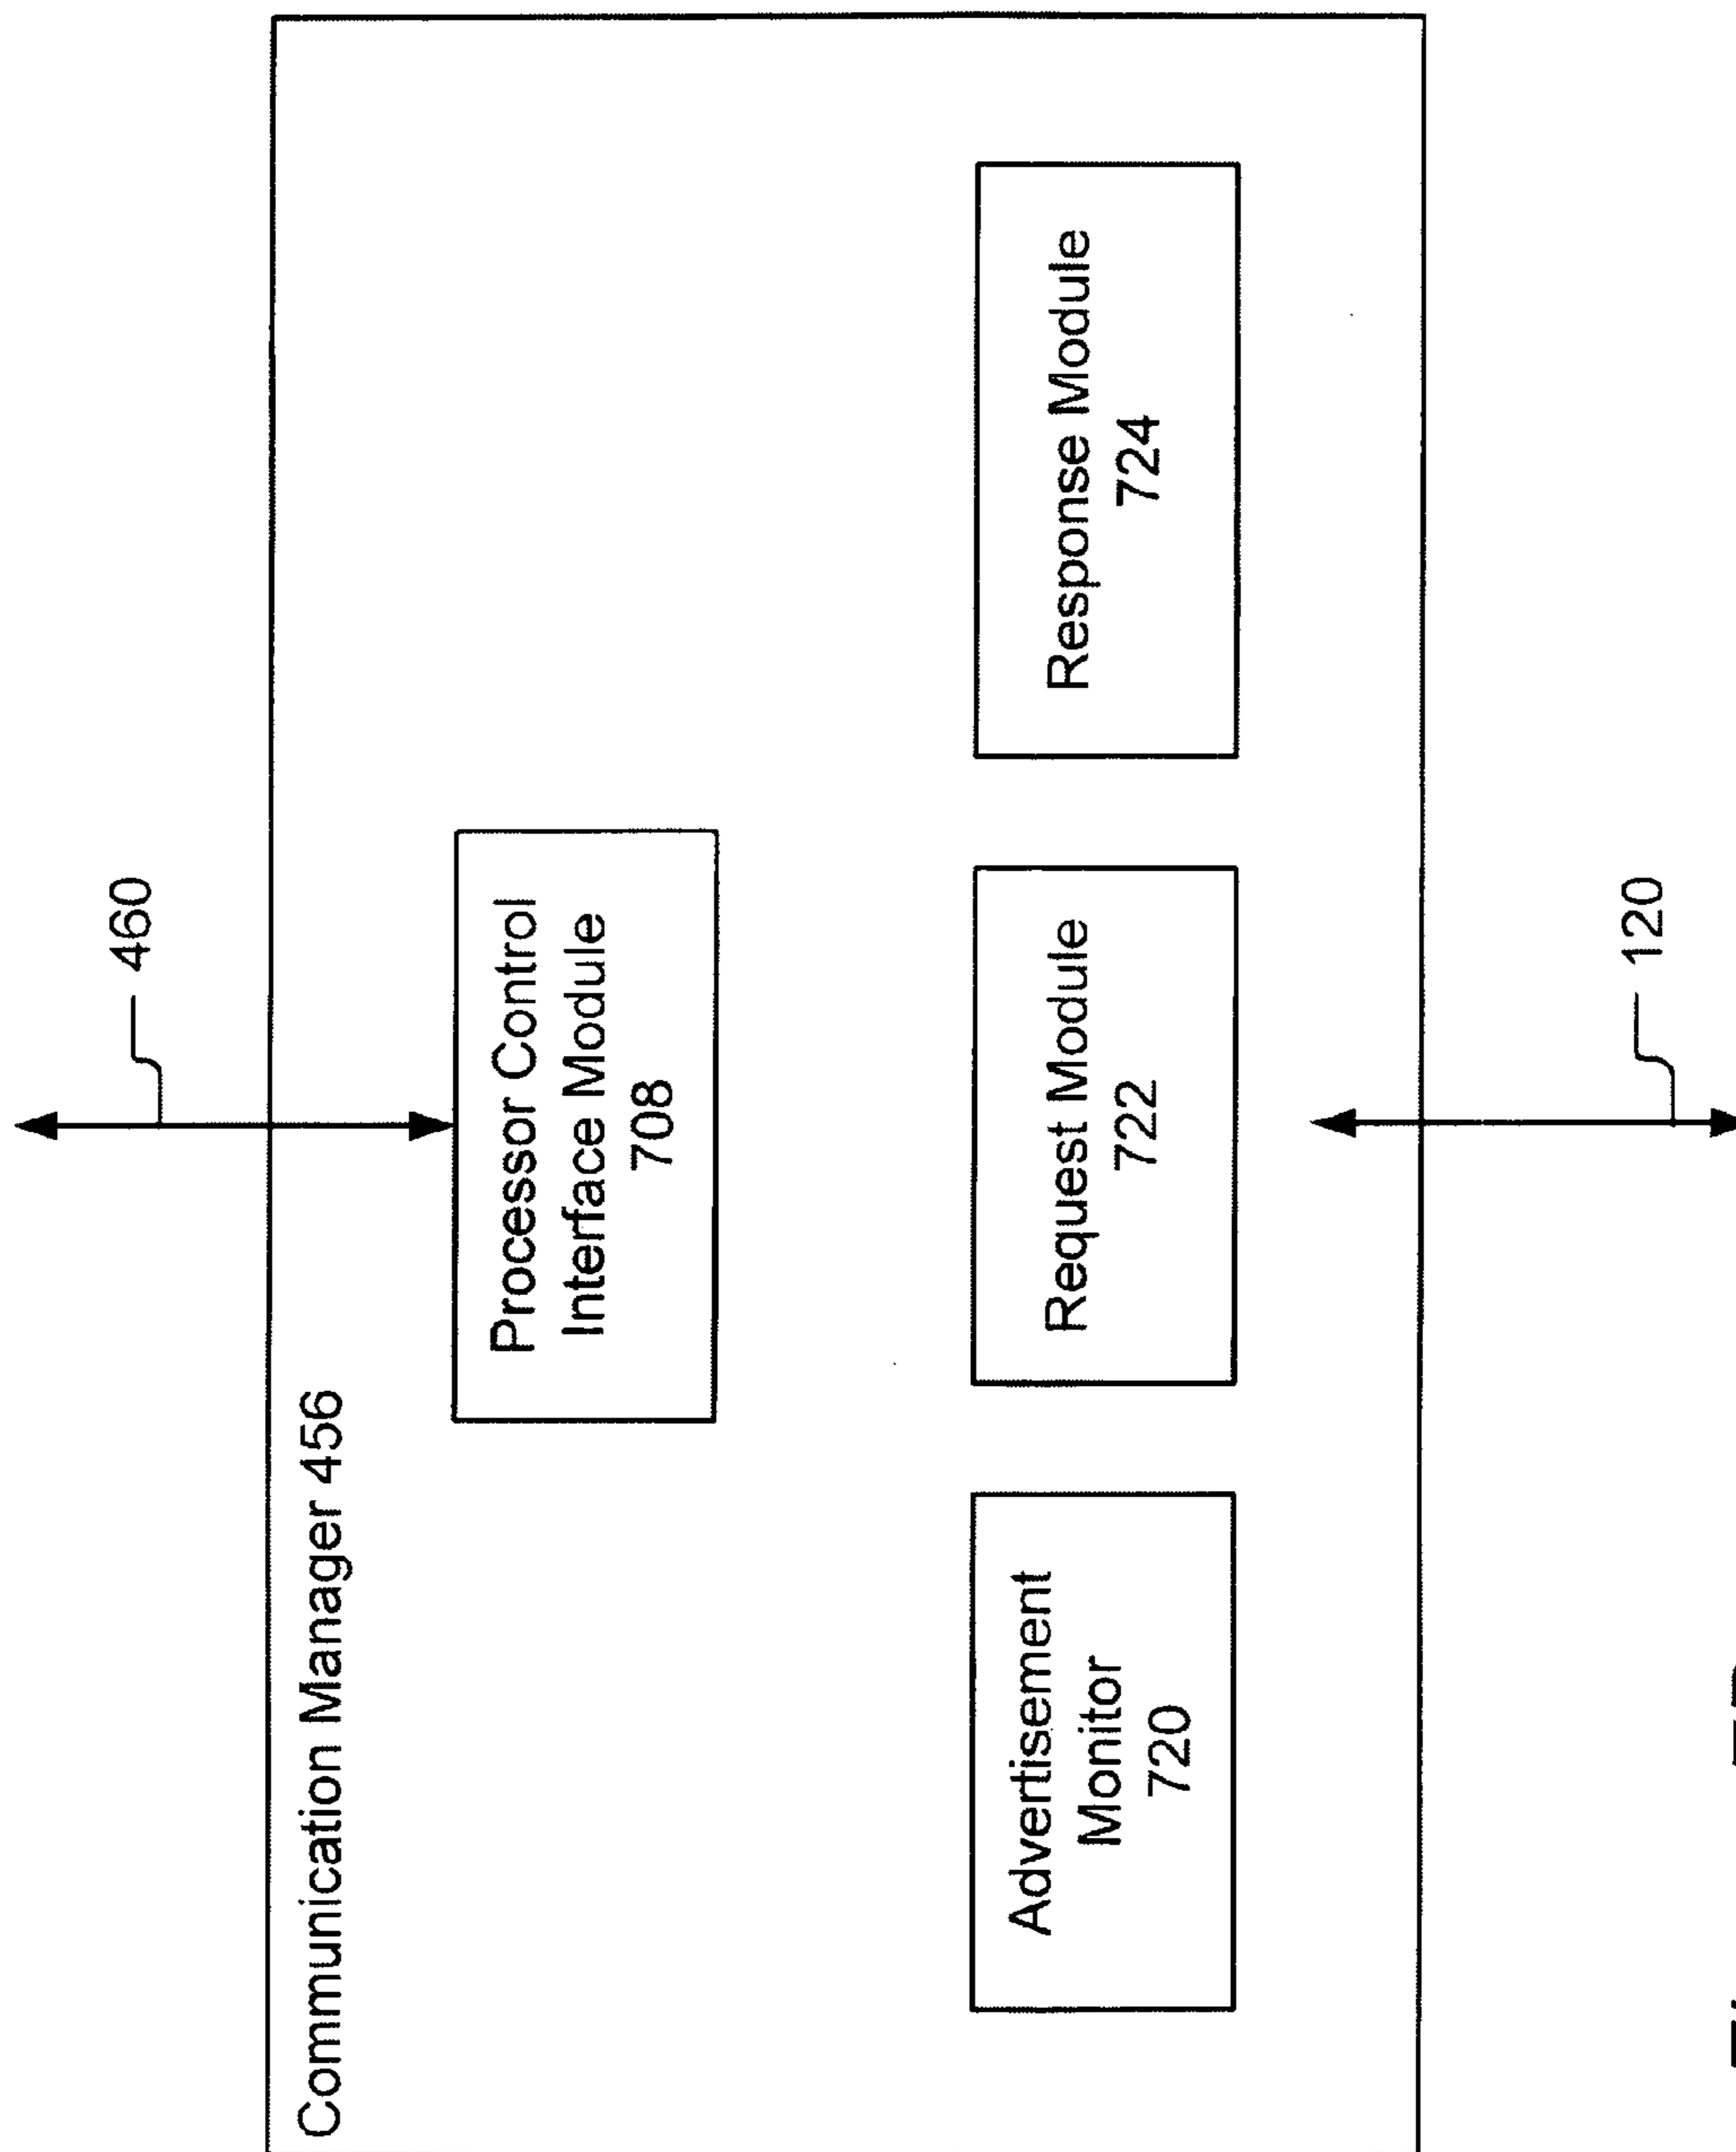 460
Communication Manager 456
Processor Control
Interface Module
708
Advertisement
Monitor
720
Request Module
722
Response Module
724
120